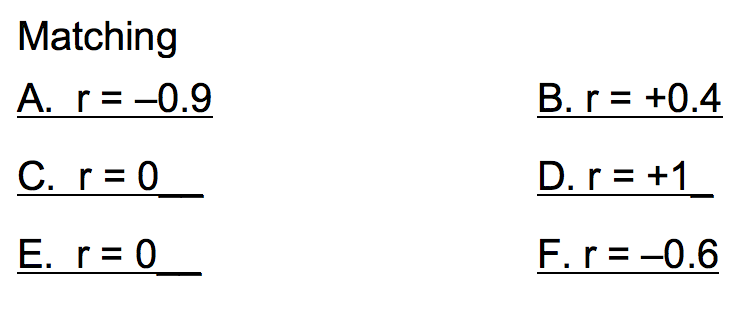 Matching
A. r = –0.9 B. r = +0.4
C. r = 0__ D. r = +1_
E. r = 0__ F. r = –0.6